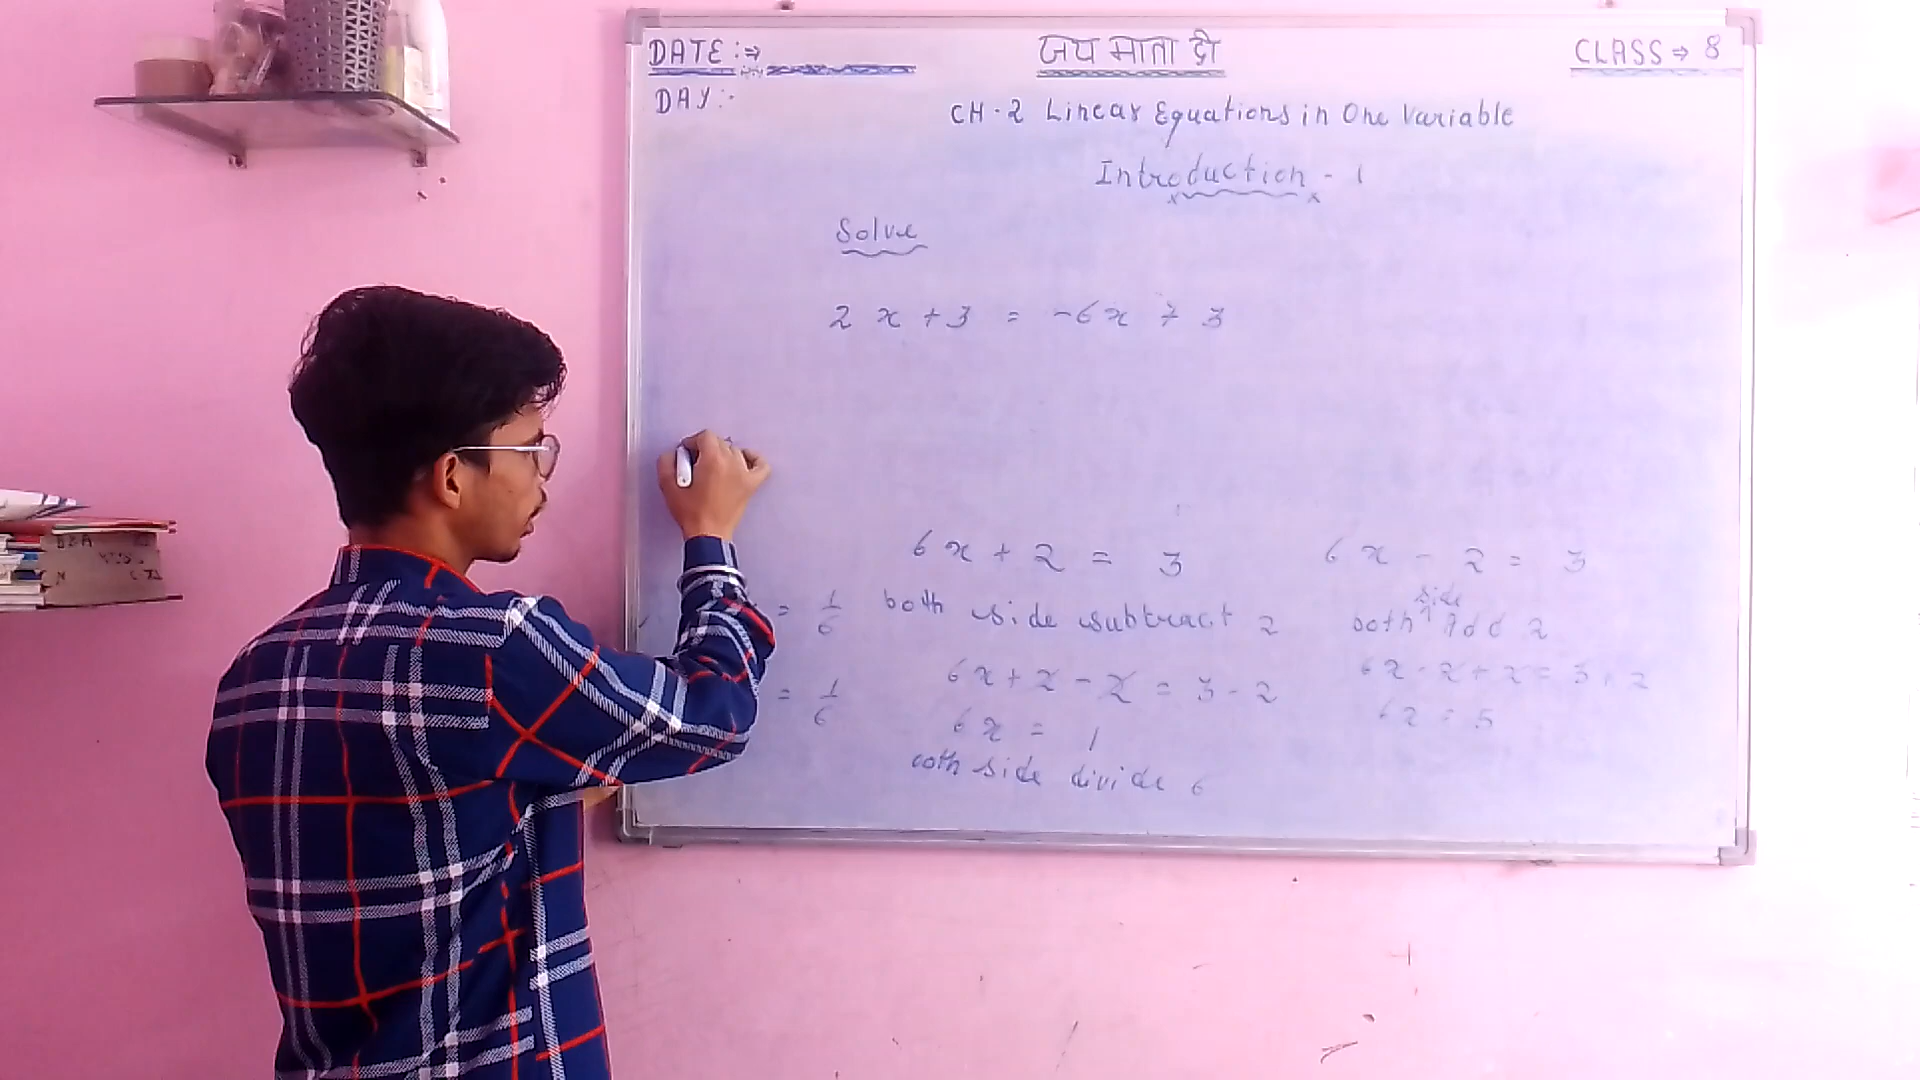 DATE :⇒
जय माता दी
CLASS → 8
DAY :-
CH - 2 Linear Equations in One Variable
Introduction - 1
Solve
2x + 3 = -6x + 3
6x + 2 = 3
both side subtract 2
6x + 2 - 2 = 3 - 2
6x = 1
both side divide 6
= 1/6
= 1/6
6x - 2 = 3
both side Add 2
6x - 2 + 2 = 3 + 2
6x = 5